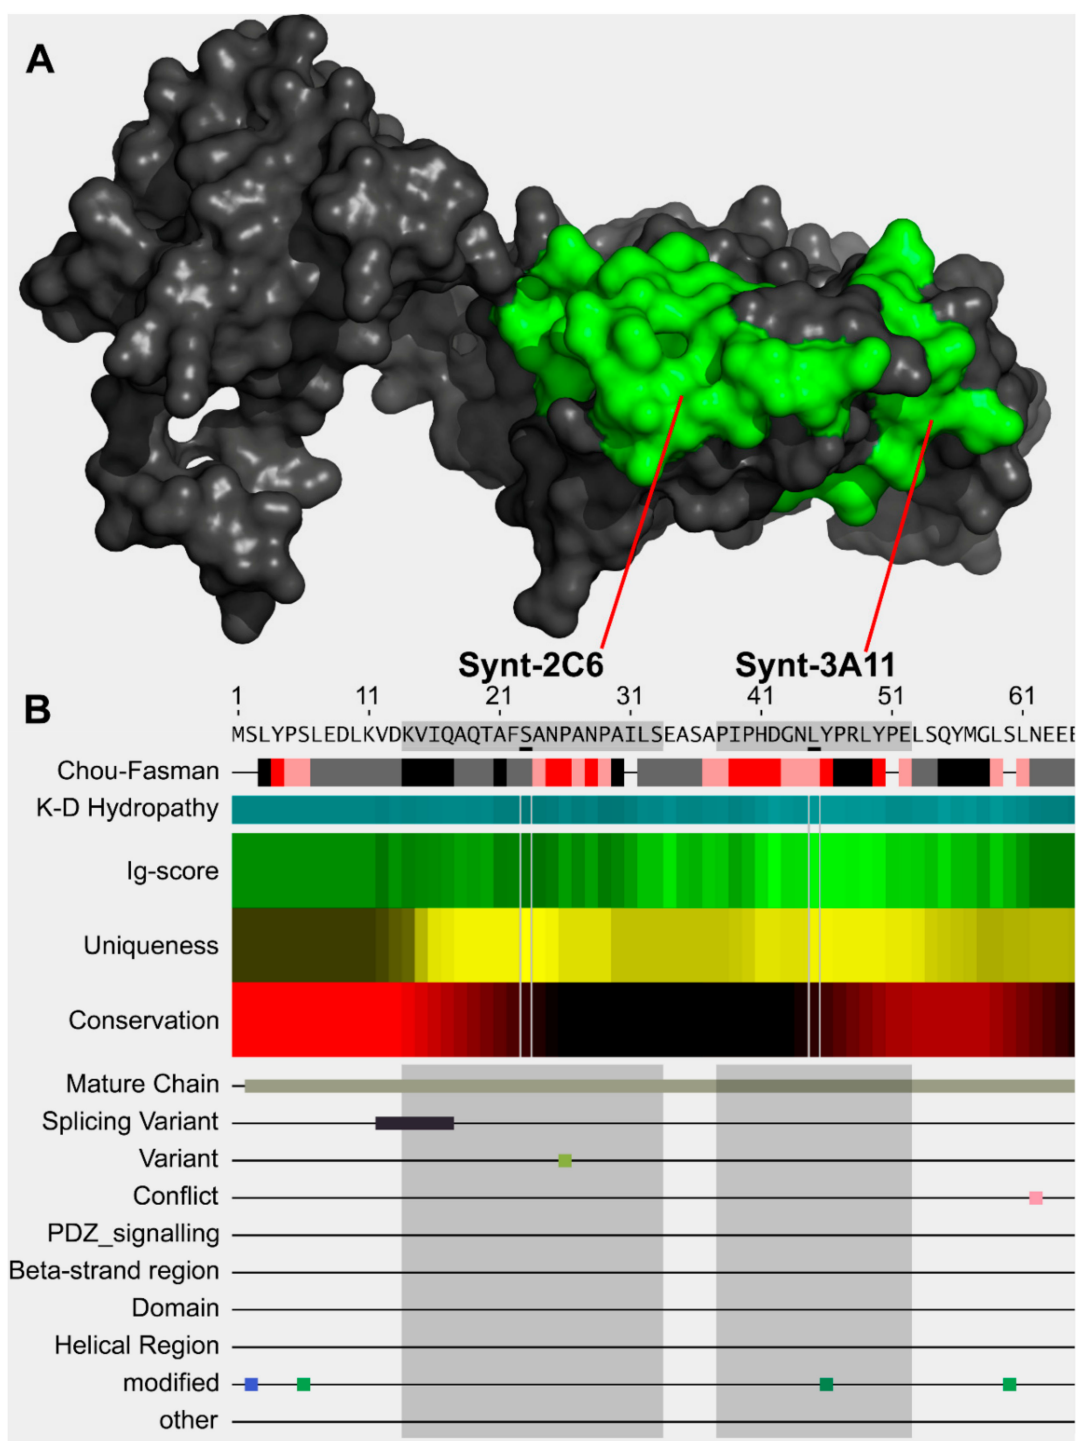 A
Synt-2C6 Synt-3A11
B
1 11 21 31 41 51 61
MSLYPSLEDLKVDKVIQAQTAFSANPANPAILSEASAPIPHDGNLYPRLYPELSQYMGLSLNEEE
Chou-Fasman
K-D Hydropathy
Ig-score
Uniqueness
Conservation
Mature Chain
Splicing Variant
Variant
Conflict
PDZ_signalling
Beta-strand region
Domain
Helical Region
modified
other